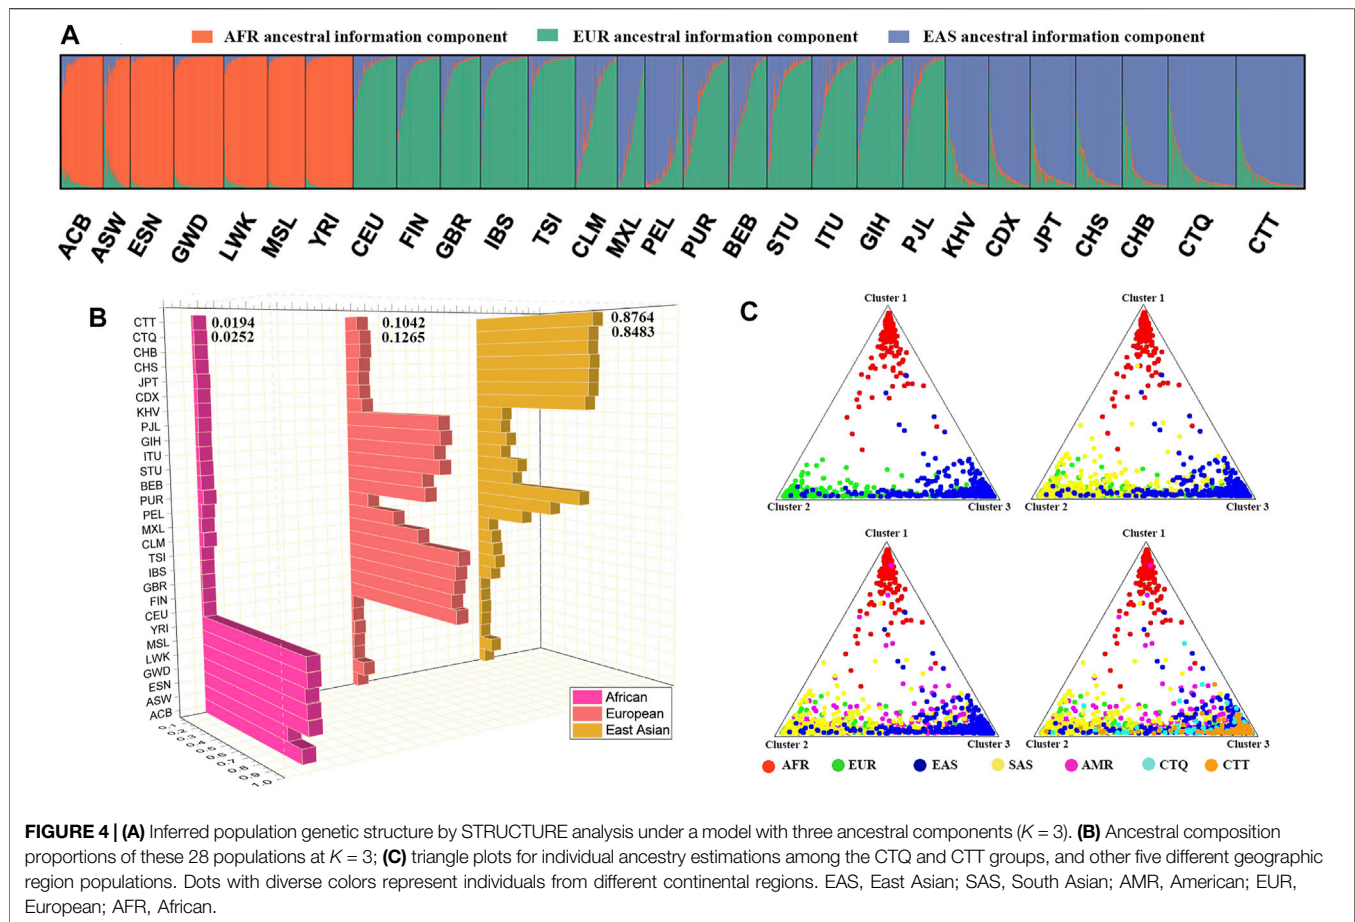 A
AFR ancestral information component EUR ancestral information component EAS ancestral information component
ACB ASW ESN GWD LWK MSL YRI CEU FIN GBR IBS TSI CLM MXL PEL PUR BEB STU ITU GIH PJL KHV CDX JPT CHS CHB CTQ CTT
B
CTT
CTQ
CHB
CHS
JPT
CDX
KHV
PJL
GIH
ITU
STU
BEB
PUR
PEL
MXL
CLM
TSI
IBS
GBR
FIN
CEU
YRI
MSL
LWK
GWD
ESN
ASW
ACB
0.0194
0.0252
0.1042
0.1265
0.8764
0.8483
African
European
East Asian
C
Cluster 1
Cluster 2 Cluster 3
Cluster 1
Cluster 2 Cluster 3
Cluster 1
Cluster 2 Cluster 3
Cluster 1
Cluster 2 Cluster 3
AFR EUR EAS SAS AMR CTQ CTT
FIGURE 4 | (A) Inferred population genetic structure by STRUCTURE analysis under a model with three ancestral components (K = 3). (B) Ancestral composition
proportions of these 28 populations at K = 3; (C) triangle plots for individual ancestry estimations among the CTQ and CTT groups, and other five different geographic
region populations. Dots with diverse colors represent individuals from different continental regions. EAS, East Asian; SAS, South Asian; AMR, American; EUR,
European; AFR, African.